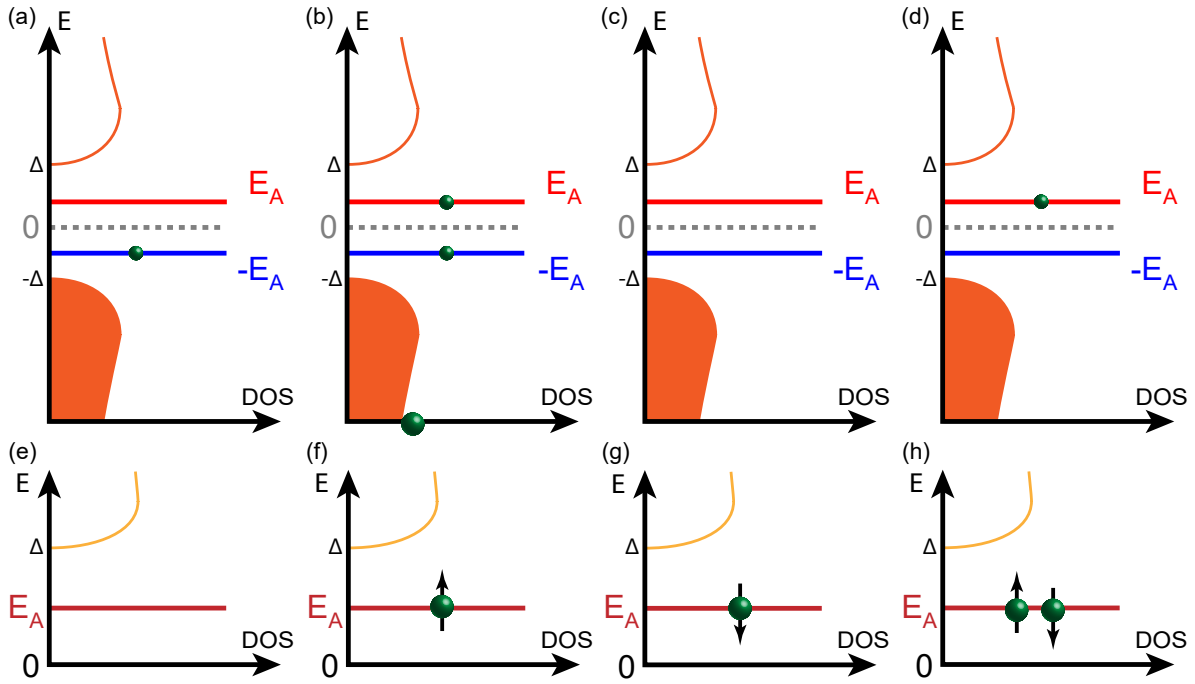 (a) E
Δ
E_A
0
-E_A
-Δ
DOS
(b) E
Δ
E_A
0
-E_A
-Δ
DOS
(c) E
Δ
E_A
0
-E_A
-Δ
DOS
(d) E
Δ
E_A
0
-E_A
-Δ
DOS
(e)
E
Δ
E_A
DOS
0
(f)
E
Δ
E_A
DOS
0
(g)
E
Δ
E_A
DOS
0
(h)
E
Δ
E_A
DOS
0